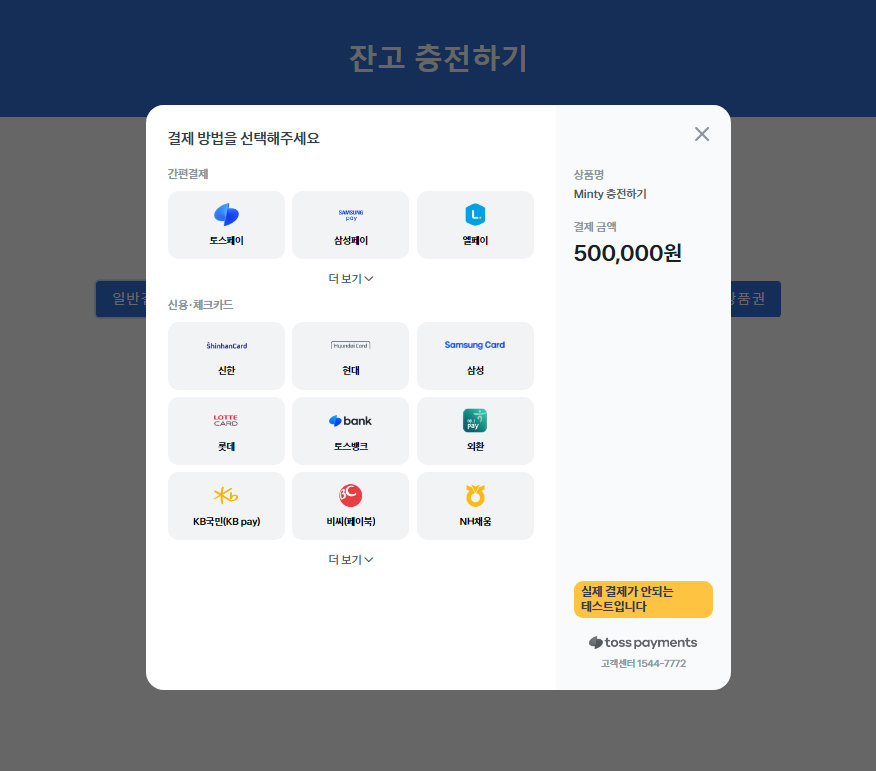 잔고 충전하기
결제 방법을 선택해주세요
간편결제
SAMSUNG
pay
L.
토스페이
삼성페이
엘페이
더 보기
신용·체크카드
ShinhanCard
Hyundai Card
Samsung Card
신한
현대
삼성
LOTTE
CARD
bank
pay
롯데
토스뱅크
외환
KB국민(KB pay)
비씨(페이북)
NH채움
더 보기
상품명
Minty 충전하기
결제 금액
500,000원
일반
상품권
실제 결제가 안되는
테스트입니다
toss payments
고객센터 1544-7772